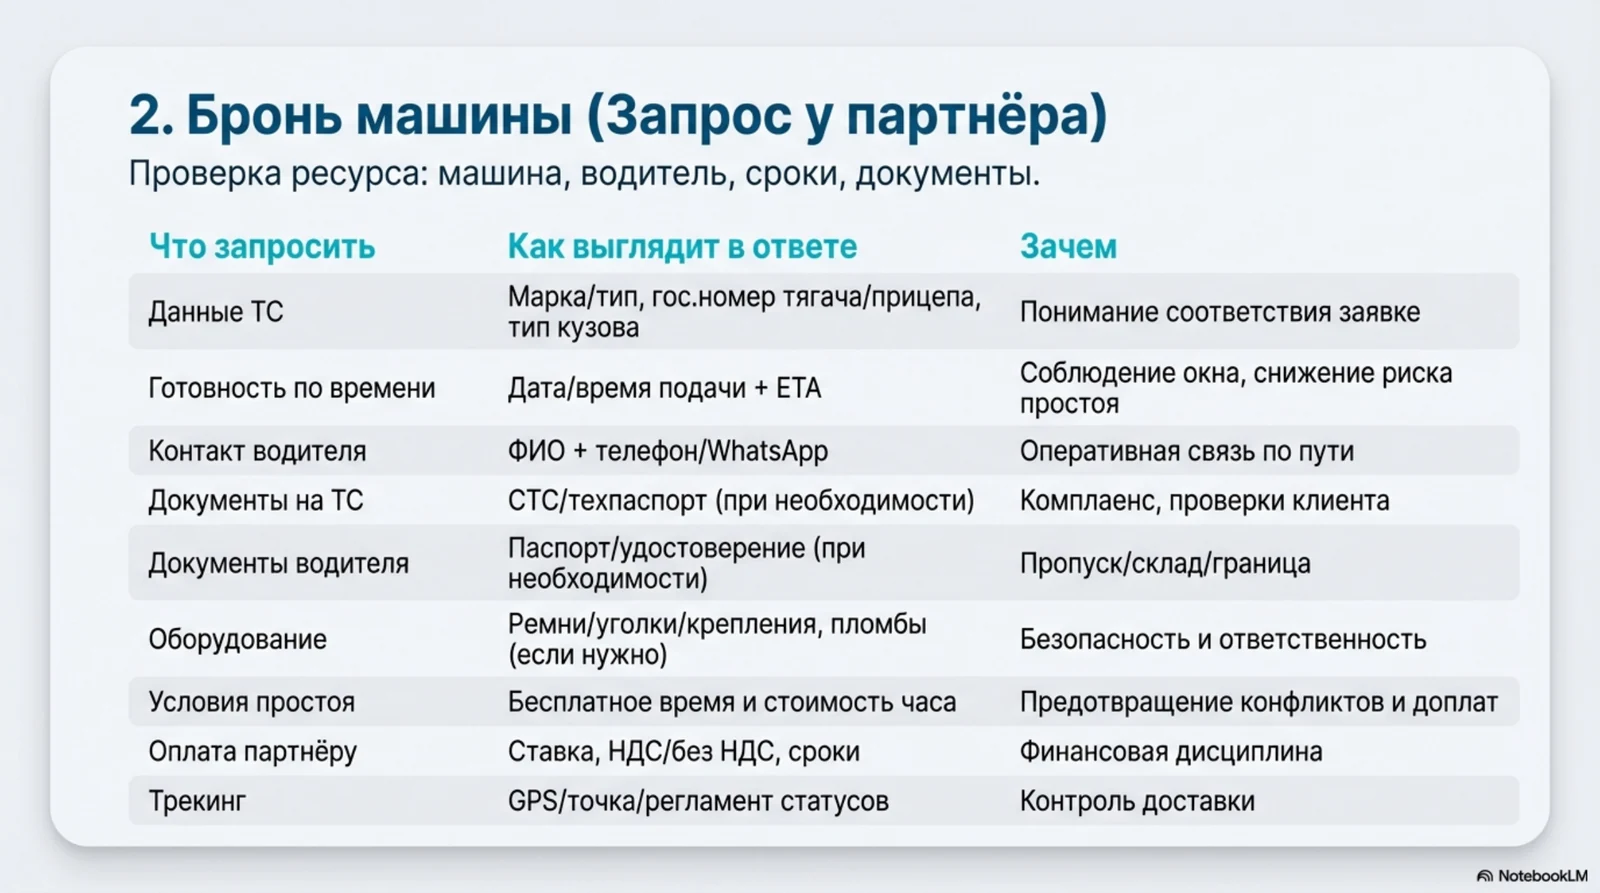 2. Бронь машины (Запрос у партнёра)
Проверка ресурса: машина, водитель, сроки, документы.
Что запросить Как выглядит в ответе Зачем
Данные ТС
Марка/тип, гос.номер тягача/прицепа,
тип кузова
Понимание соответствия заявке
Готовность по времени
Дата/время подачи + ETA
Соблюдение окна, снижение риска
простоя
Контакт водителя
ФИО + телефон/WhatsApp
Оперативная связь по пути
Документы на ТС
СТС/техпаспорт (при необходимости)
Комплаенс, проверки клиента
Документы водителя
Паспорт/удостоверение (при
необходимости)
Пропуск/склад/граница
Оборудование
Ремни/уголки/крепления, пломбы
(если нужно)
Безопасность и ответственность
Условия простоя
Бесплатное время и стоимость часа
Предотвращение конфликтов и доплат
Оплата партнёру
Ставка, НДС/без НДС, сроки
Финансовая дисциплина
Трекинг
GPS/точка/регламент статусов
Контроль доставки
NotebookLM